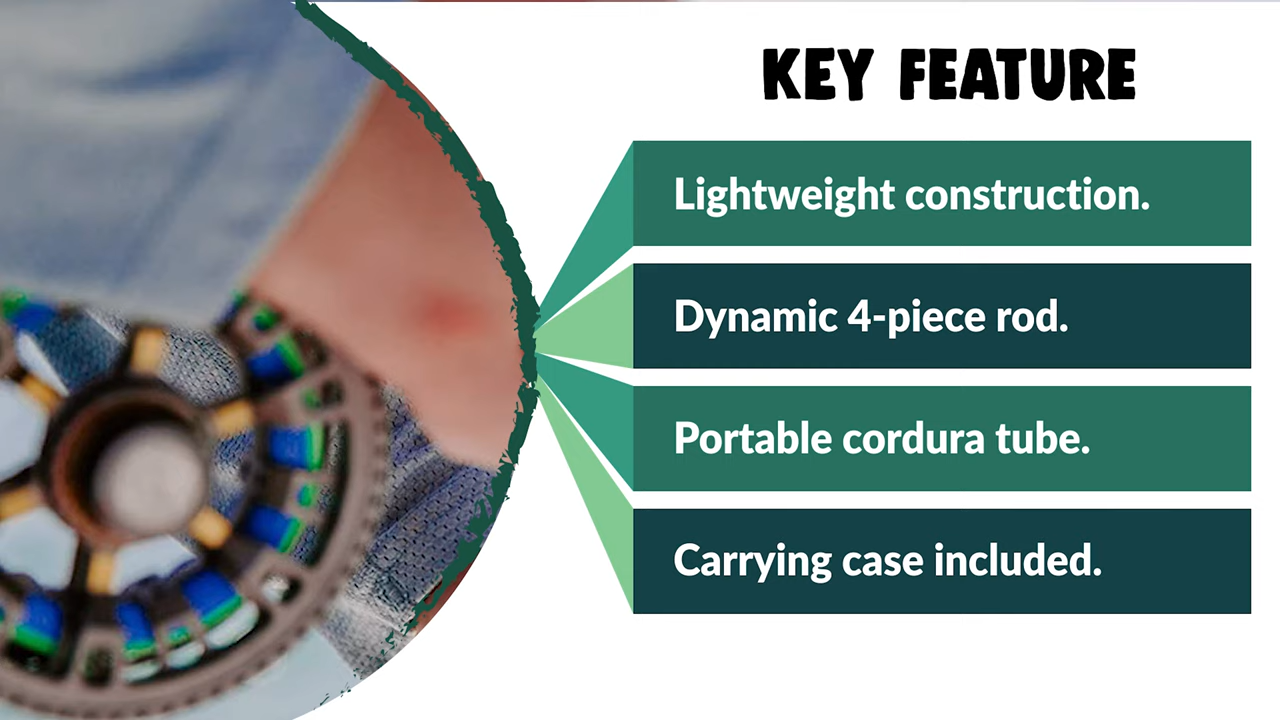 KEY FEATURE
Lightweight construction.
Dynamic 4-piece rod.
Portable cordura tube.
Carrying case included.